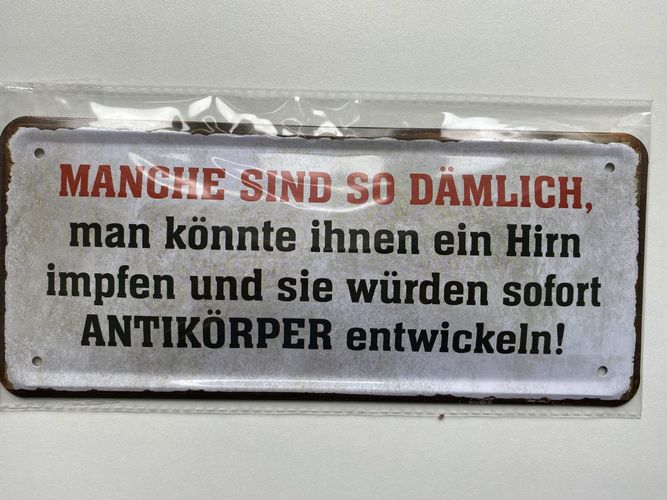 MANCHE SIND SO DÄMLICH,
man könnte ihnen ein Hirn
impfen und sie würden sofort
ANTIKÖRPER entwickeln!